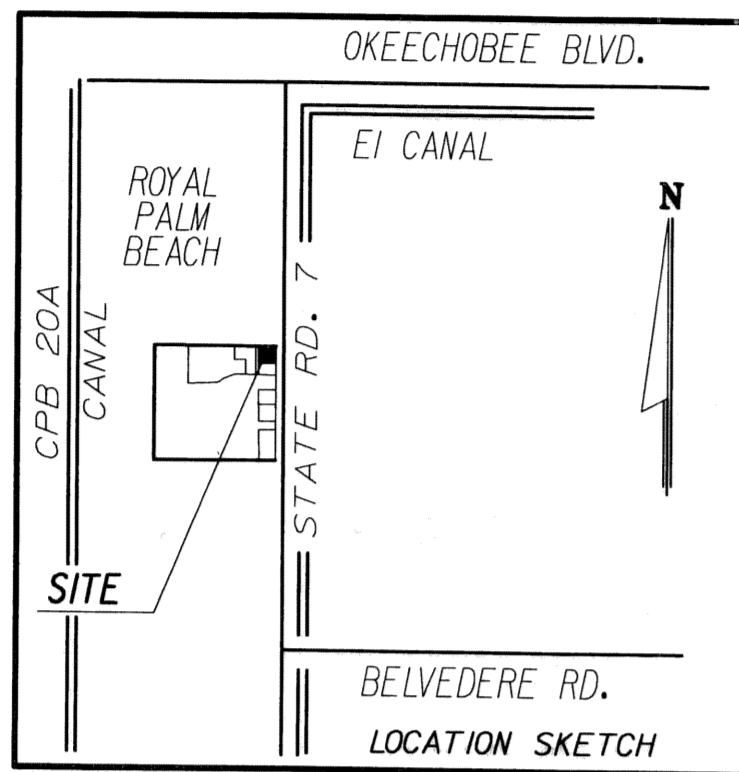 OKEECHOBEE BLVD.
EI CANAL
ROYAL
PALM
BEACH
N
CPB 20A
CANAL
STATE RD. 7
SITE
BELVEDERE RD.
LOCATION SKETCH